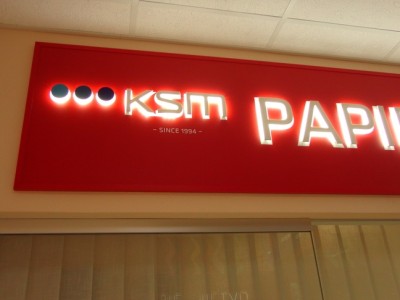 KSM PAPI
~ SINCE 1994 ~